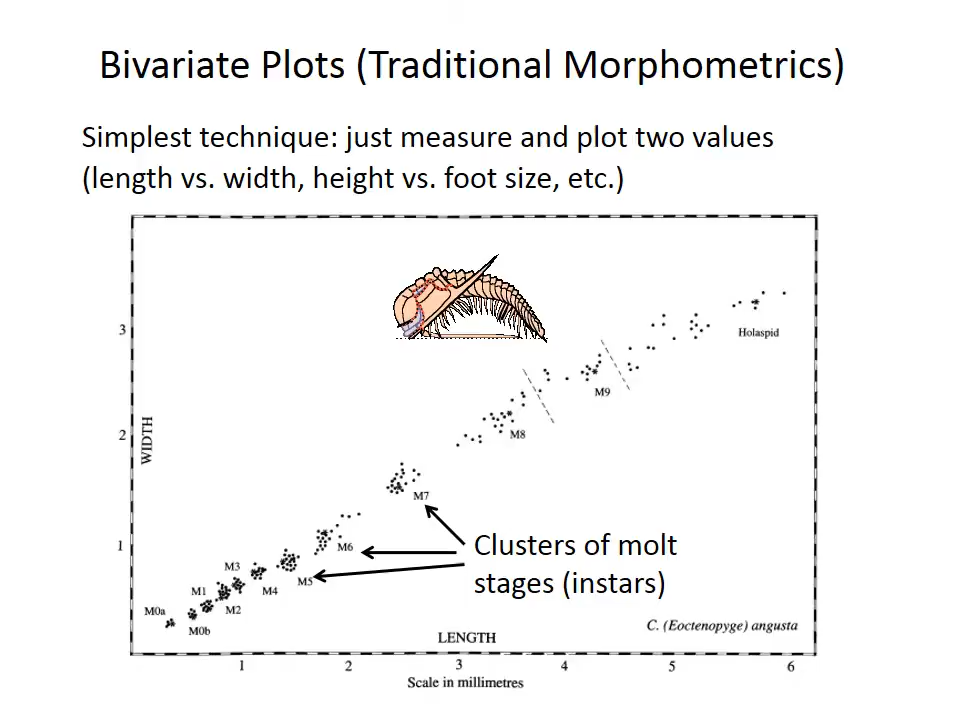 Bivariate Plots (Traditional Morphometrics)
Simplest technique: just measure and plot two values
(length vs. width, height vs. foot size, etc.)
3
Holaspid
M9
2
WIDTH
M8
M7
1
M6
Clusters of molt
stages (instars)
M3
M5
M1
M4
M0a
M2
M0b
C. (Eoctenopyge) angusta
LENGTH
1 2 3 4 5 6
Scale in millimetres